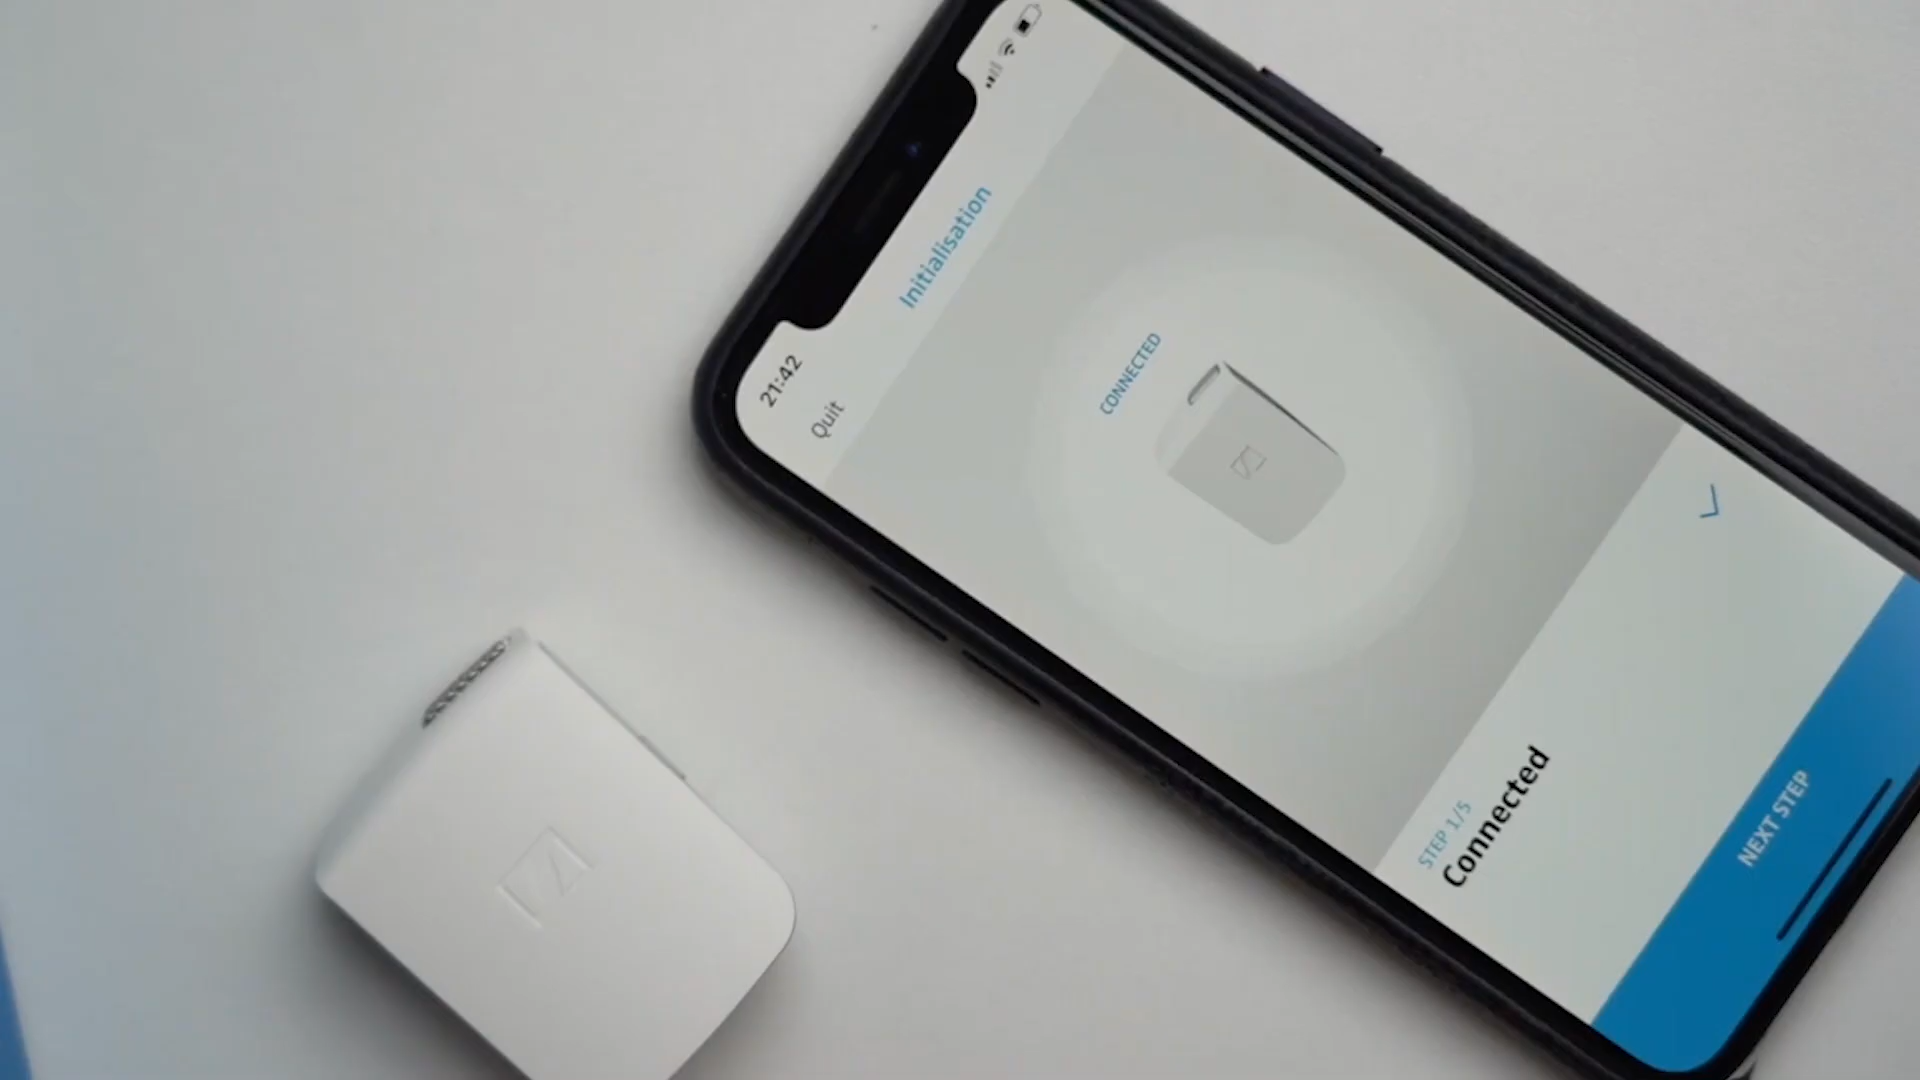 21:42
Quit
Initialisation
CONNECTED
STEP 1/5
Connected
NEXT STEP